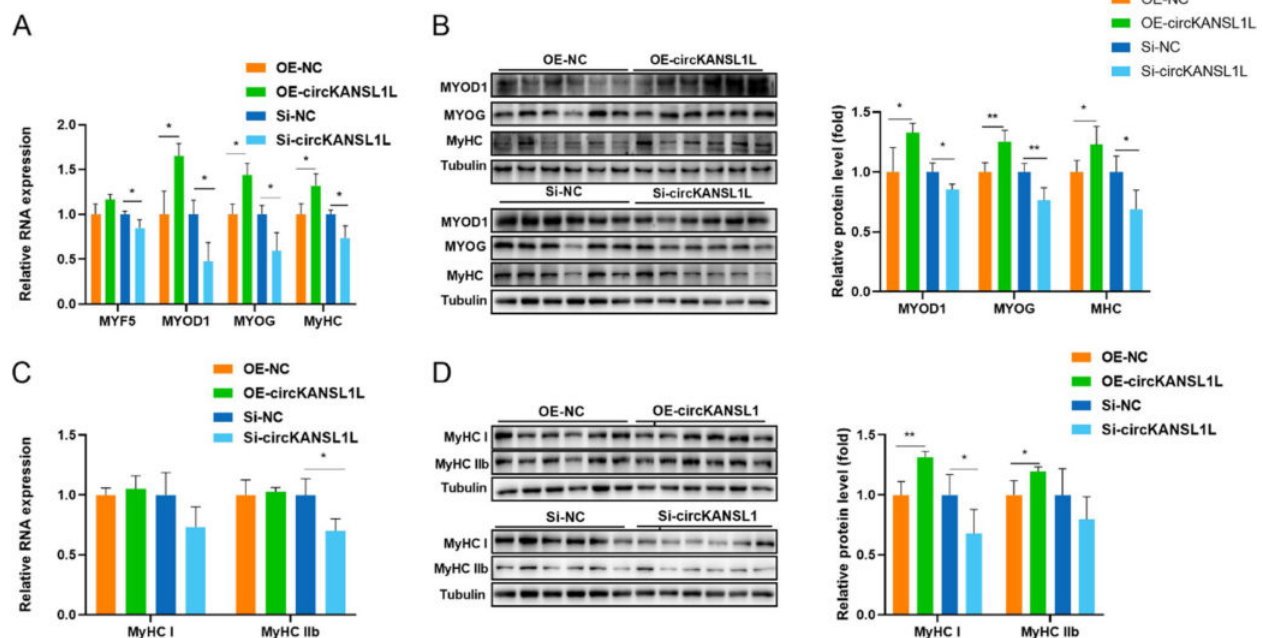 A
OE-NC
OE-circKANSL1L
Si-NC
Si-circKANSL1L
Relative RNA expression
2.0
1.5
1.0
0.5
0.0
* * * * * * *
MYF5 MYOD1 MYOG MyHC
B
OE-NC OE-circKANSL1L
MYOD1
MYOG
MyHC
Tubulin
Si-NC Si-circKANSL1L
MYOD1
MYOG
MyHC
Tubulin
OE-NC
OE-circKANSL1L
Si-NC
Si-circKANSL1L
Relative protein level (fold)
1.5
1.0
0.5
0.0
* * ** ** * *
MYOD1 MYOG MHC
C
OE-NC
OE-circKANSL1L
Si-NC
Si-circKANSL1L
Relative RNA expression
1.5
1.0
0.5
0.0
*
MyHC I MyHC IIb
D
OE-NC OE-circKANSL1
MyHC I
MyHC IIb
Tubulin
Si-NC Si-circKANSL1
MyHC I
MyHC IIb
Tubulin
OE-NC
OE-circKANSL1L
Si-NC
Si-circKANSL1L
Relative protein level (fold)
1.5
1.0
0.5
0.0
** * *
MyHC I MyHC IIb